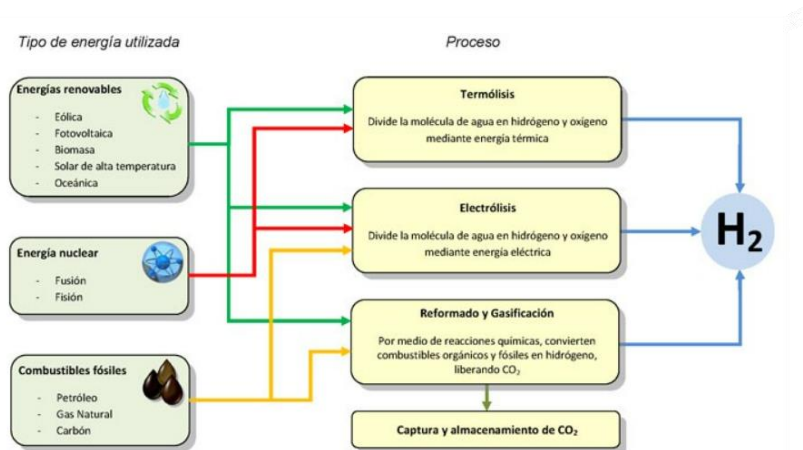 Tipo de energía utilizada
Proceso
Energías renovables
- Eólica
- Fotovoltaica
- Biomasa
- Solar de alta temperatura
- Oceánica
Energía nuclear
- Fusión
- Fisión
Combustibles fósiles
- Petróleo
- Gas Natural
- Carbón
Termólisis
Divide la molécula de agua en hidrógeno y oxígeno
mediante energía térmica
Electrólisis
Divide la molécula de agua en hidrógeno y oxígeno
mediante energía eléctrica
Reformado y Gasificación
Por medio de reacciones químicas, convierten
combustibles orgánicos y fósiles en hidrógeno,
liberando CO₂
Captura y almacenamiento de CO₂
H₂